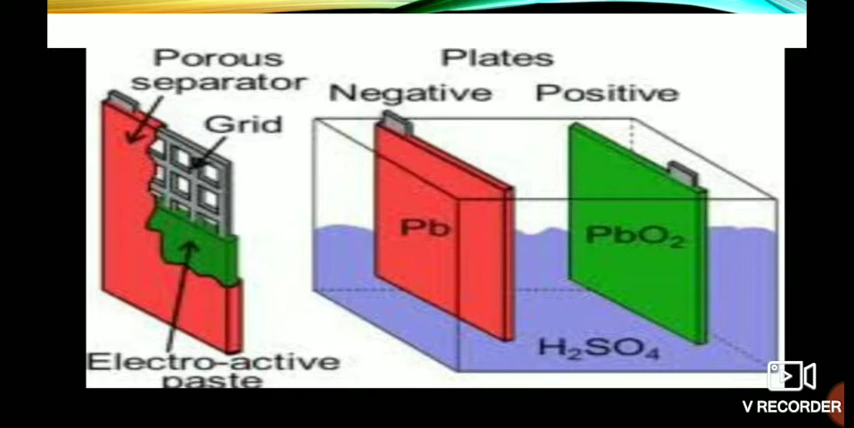 Porous
separator
Grid
Electro-active
paste
Plates
Negative Positive
Pb
PbO₂
H₂SO₄
V RECORDER